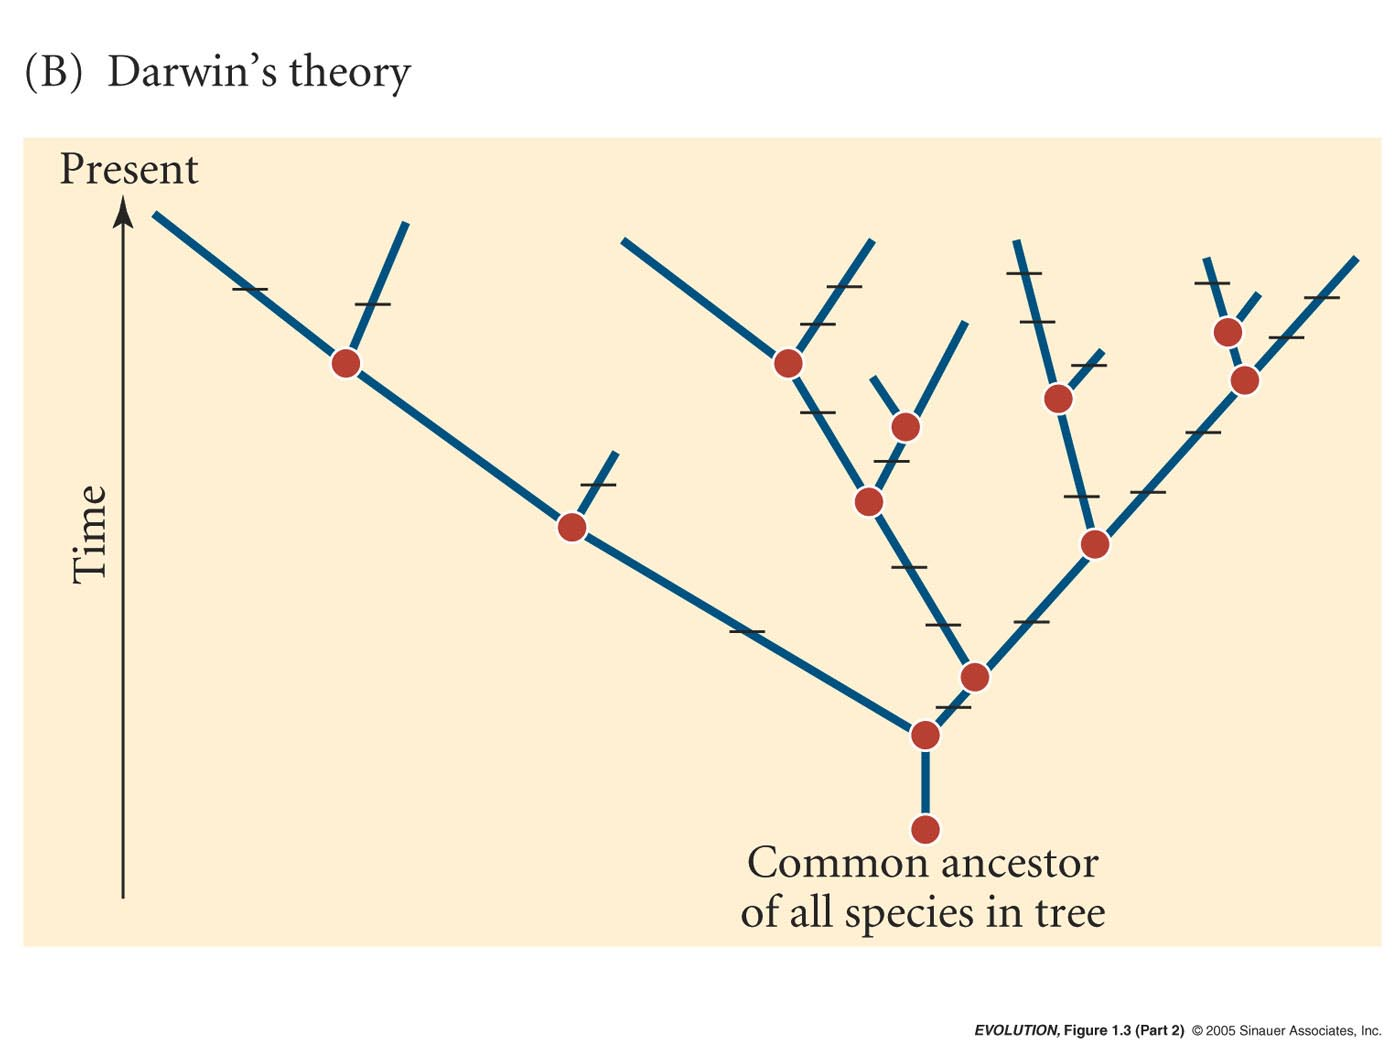 (B) Darwin's theory
Present
Time
Common ancestor
of all species in tree
EVOLUTION, Figure 1.3 (Part 2) © 2005 Sinauer Associates, Inc.